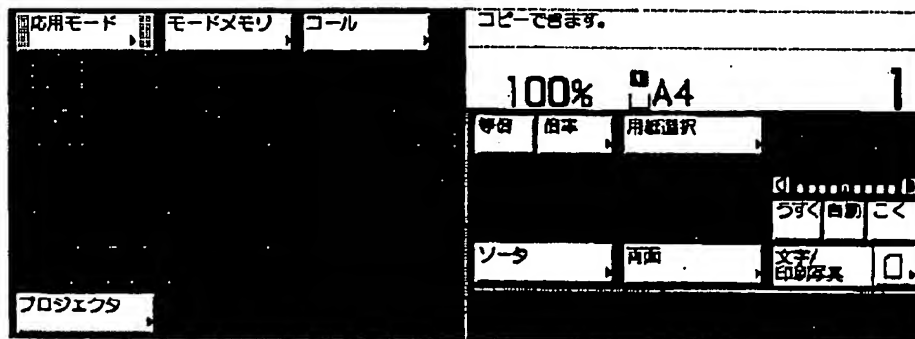 応用モード
モードメモリ
コール
プロジェクタ
コピーできます。
100%
A4
1
等倍
倍率
用紙選択
うすく
自動
こく
ソータ
両面
文字/
印刷写真